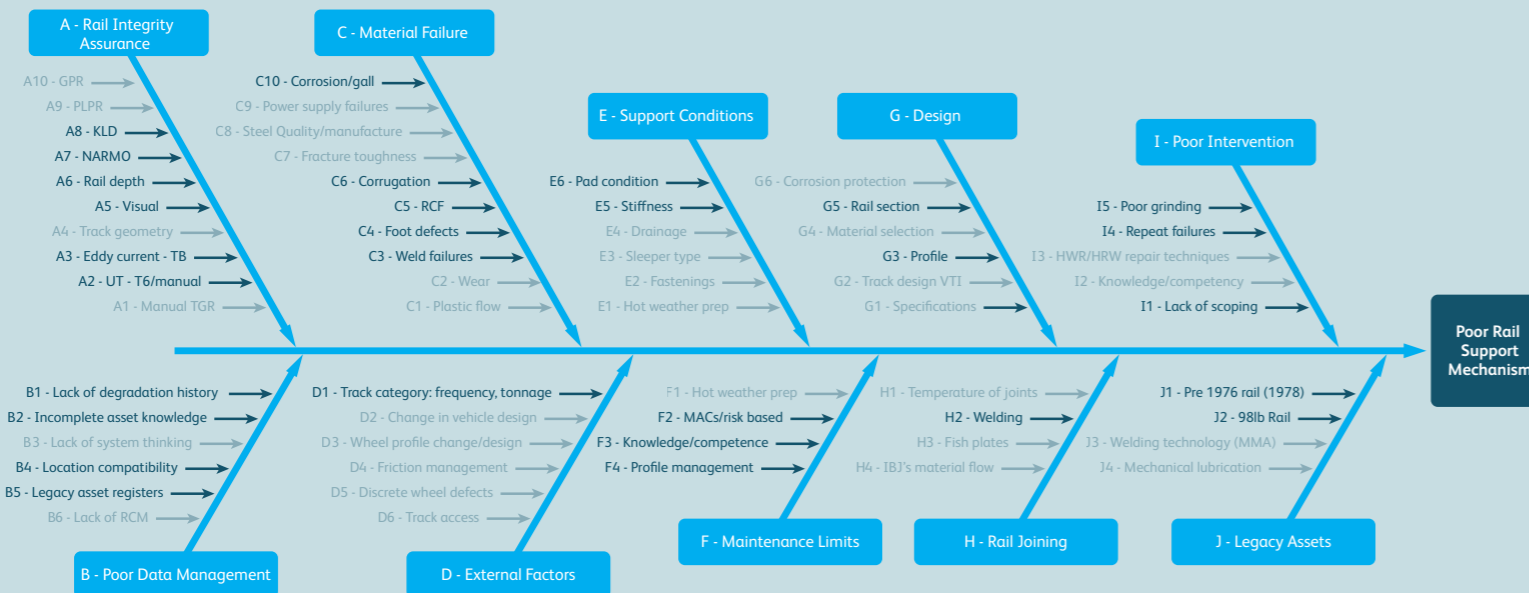 A - Rail Integrity
Assurance
A10 - GPR
A9 - PLPR
A8 - KLD
A7 - NARMO
A6 - Rail depth
A5 - Visual
A4 - Track geometry
A3 - Eddy current - TB
A2 - UT - T6/manual
A1 - Manual TGR
C - Material Failure
C10 - Corrosion/gall
C9 - Power supply failures
C8 - Steel Quality/manufacture
C7 - Fracture toughness
C6 - Corrugation
C5 - RCF
C4 - Foot defects
C3 - Weld failures
C2 - Wear
C1 - Plastic flow
E - Support Conditions
E6 - Pad condition
E5 - Stiffness
E4 - Drainage
E3 - Sleeper type
E2 - Fastenings
E1 - Hot weather prep
G - Design
G6 - Corrosion protection
G5 - Rail section
G4 - Material selection
G3 - Profile
G2 - Track design VTI
G1 - Specifications
I - Poor Intervention
I5 - Poor grinding
I4 - Repeat failures
I3 - HWR/HRW repair techniques
I2 - Knowledge/competency
I1 - Lack of scoping
Poor Rail
Support
Mechanism
B1 - Lack of degradation history
B2 - Incomplete asset knowledge
B3 - Lack of system thinking
B4 - Location compatibility
B5 - Legacy asset registers
B6 - Lack of RCM
B - Poor Data Management
D1 - Track category: frequency, tonnage
D2 - Change in vehicle design
D3 - Wheel profile change/design
D4 - Friction management
D5 - Discrete wheel defects
D6 - Track access
D - External Factors
F1 - Hot weather prep
F2 - MACs/risk based
F3 - Knowledge/competence
F4 - Profile management
F - Maintenance Limits
H1 - Temperature of joints
H2 - Welding
H3 - Fish plates
H4 - IBJ's material flow
H - Rail Joining
J1 - Pre 1976 rail (1978)
J2 - 98lb Rail
J3 - Welding technology (MMA)
J4 - Mechanical lubrication
J - Legacy Assets